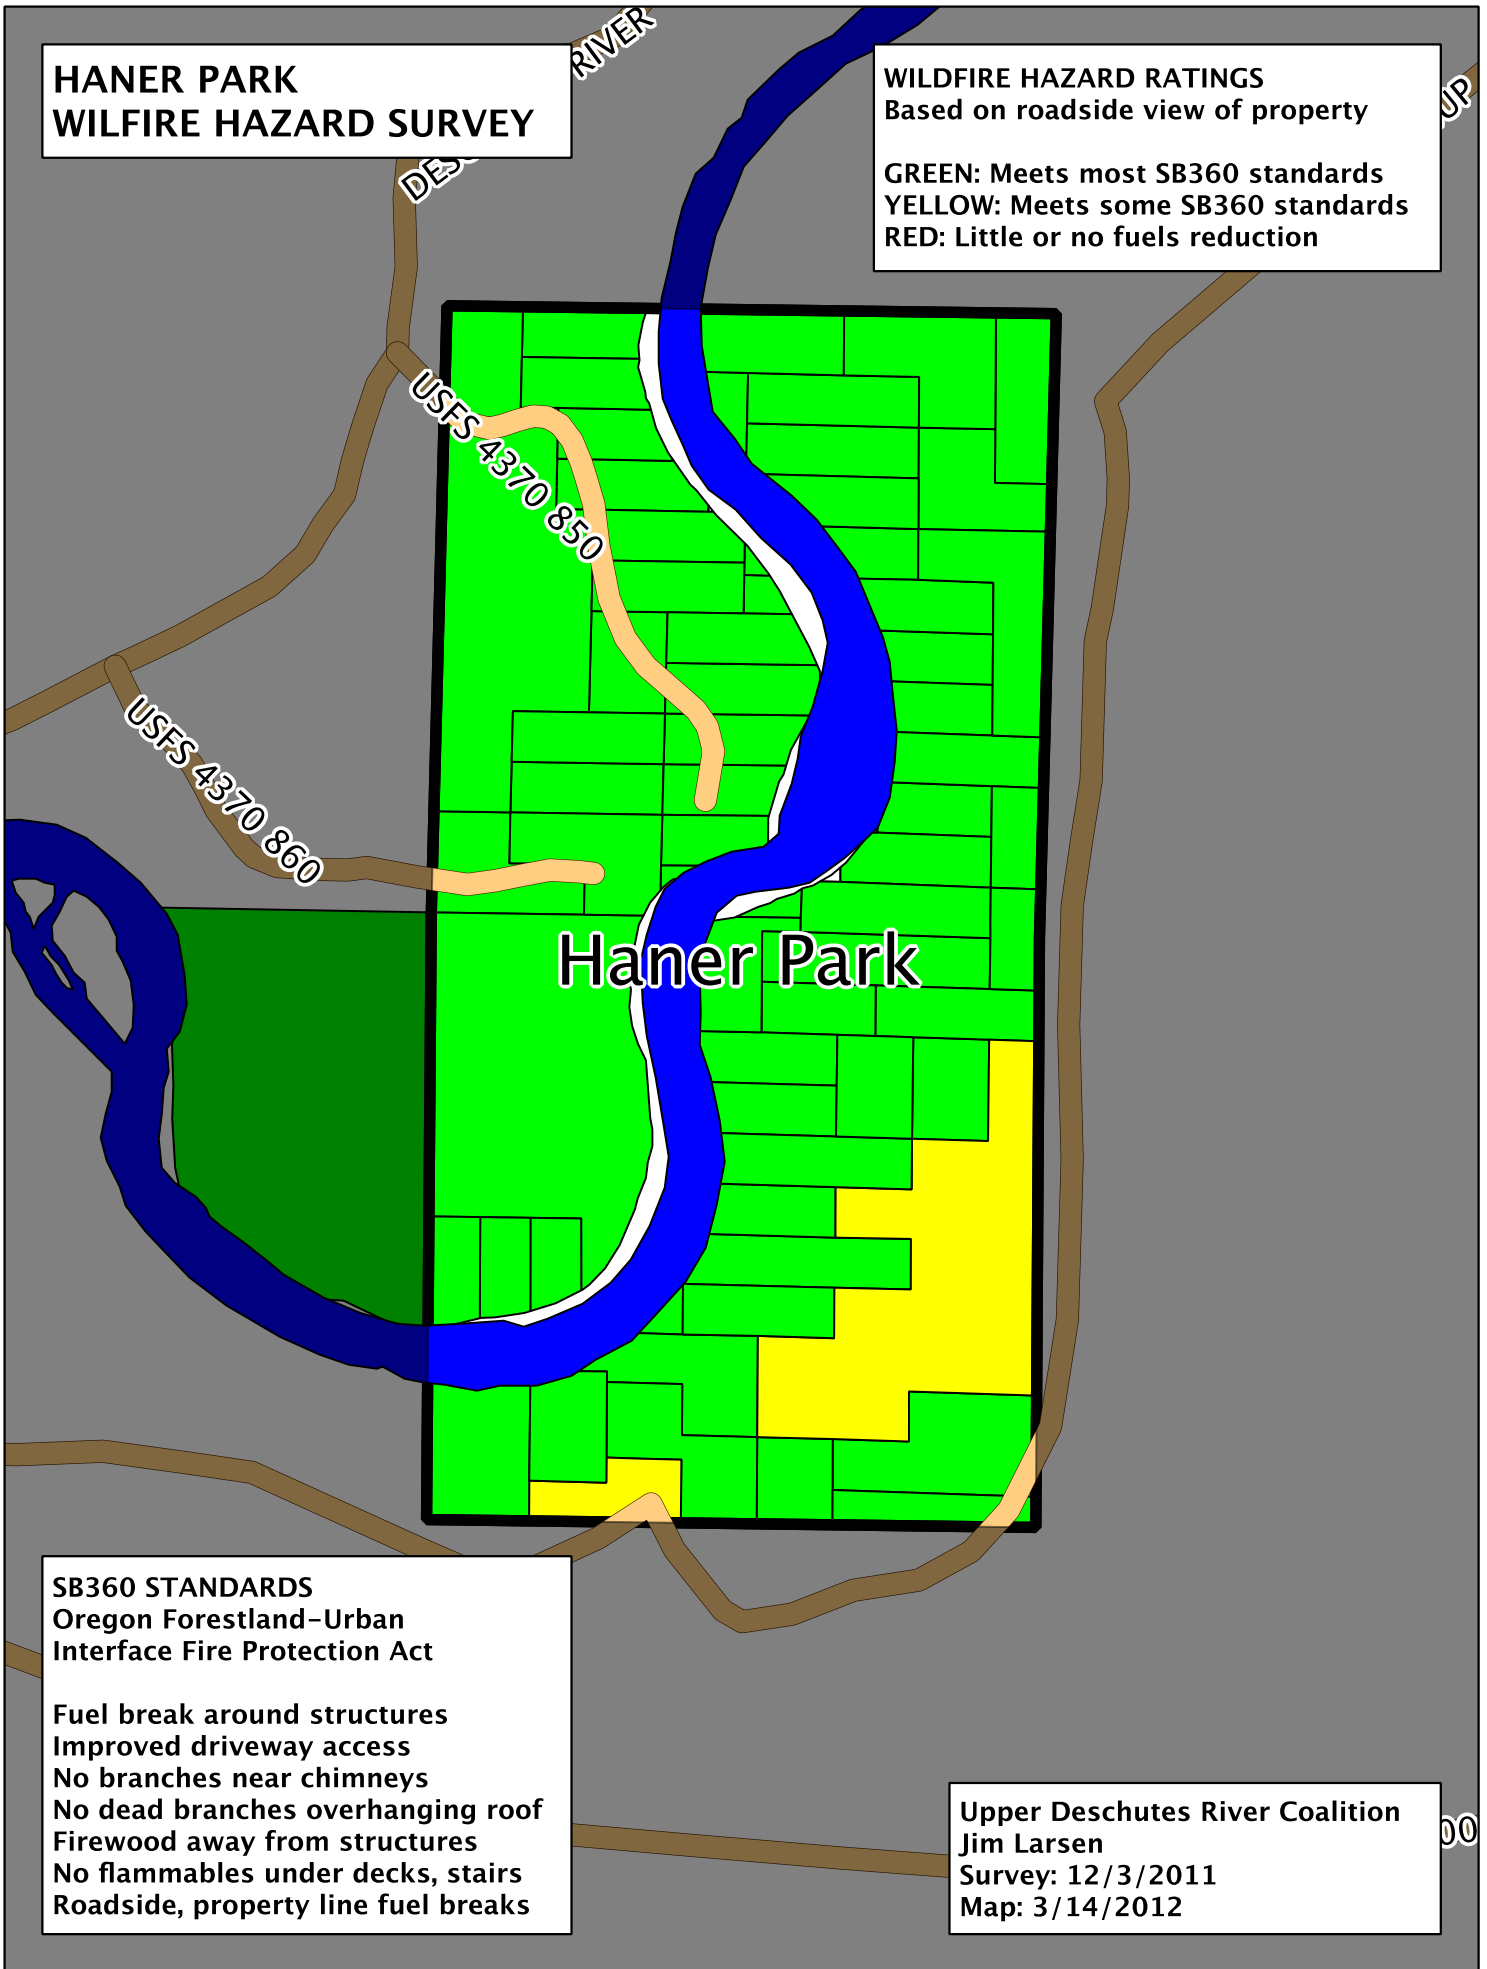 HANER PARK
WILFIRE HAZARD SURVEY
RIVER
WILDFIRE HAZARD RATINGS
Based on roadside view of property
GREEN: Meets most SB360 standards
YELLOW: Meets some SB360 standards
RED: Little or no fuels reduction
USFS 4370 850
USFS 4370 860
Haner Park
SB360 STANDARDS
Oregon Forestland-Urban
Interface Fire Protection Act
Fuel break around structures
Improved driveway access
No branches near chimneys
No dead branches overhanging roof
Firewood away from structures
No flammables under decks, stairs
Roadside, property line fuel breaks
Upper Deschutes River Coalition
Jim Larsen
Survey: 12/3/2011
Map: 3/14/2012